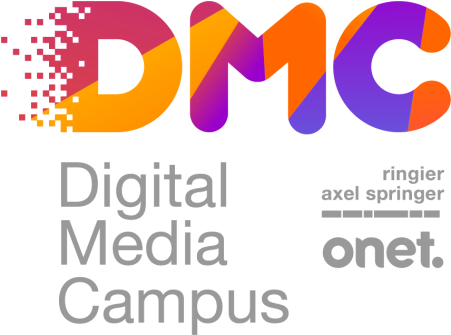 DMC
Digital
Media
Campus
ringier
axel springer
onet.